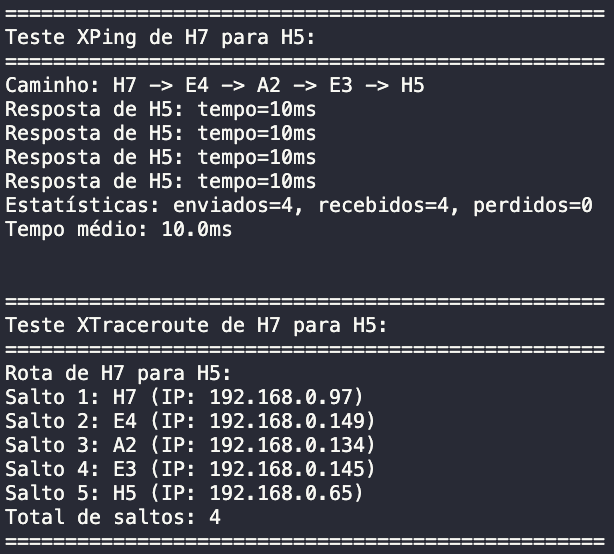 ==================================================
Teste XPing de H7 para H5:
==================================================
Caminho: H7 -> E4 -> A2 -> E3 -> H5
Resposta de H5: tempo=10ms
Resposta de H5: tempo=10ms
Resposta de H5: tempo=10ms
Resposta de H5: tempo=10ms
Estatísticas: enviados=4, recebidos=4, perdidos=0
Tempo médio: 10.0ms
==================================================
Teste XTraceroute de H7 para H5:
==================================================
Rota de H7 para H5:
Salto 1: H7 (IP: 192.168.0.97)
Salto 2: E4 (IP: 192.168.0.149)
Salto 3: A2 (IP: 192.168.0.134)
Salto 4: E3 (IP: 192.168.0.145)
Salto 5: H5 (IP: 192.168.0.65)
Total de saltos: 4
==================================================